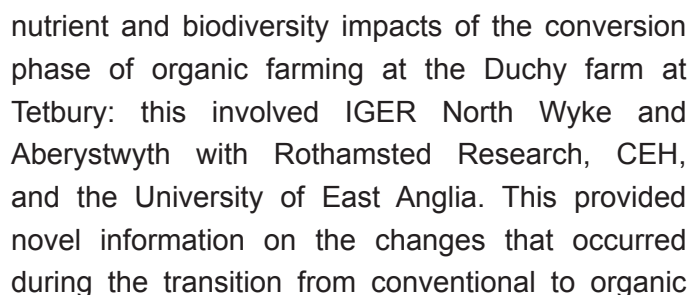 nutrient and biodiversity impacts of the conversion
phase of organic farming at the Duchy farm at
Tetbury: this involved IGER North Wyke and
Aberystwyth with Rothamsted Research, CEH,
and the University of East Anglia. This provided
novel information on the changes that occurred
during the transition from conventional to organic